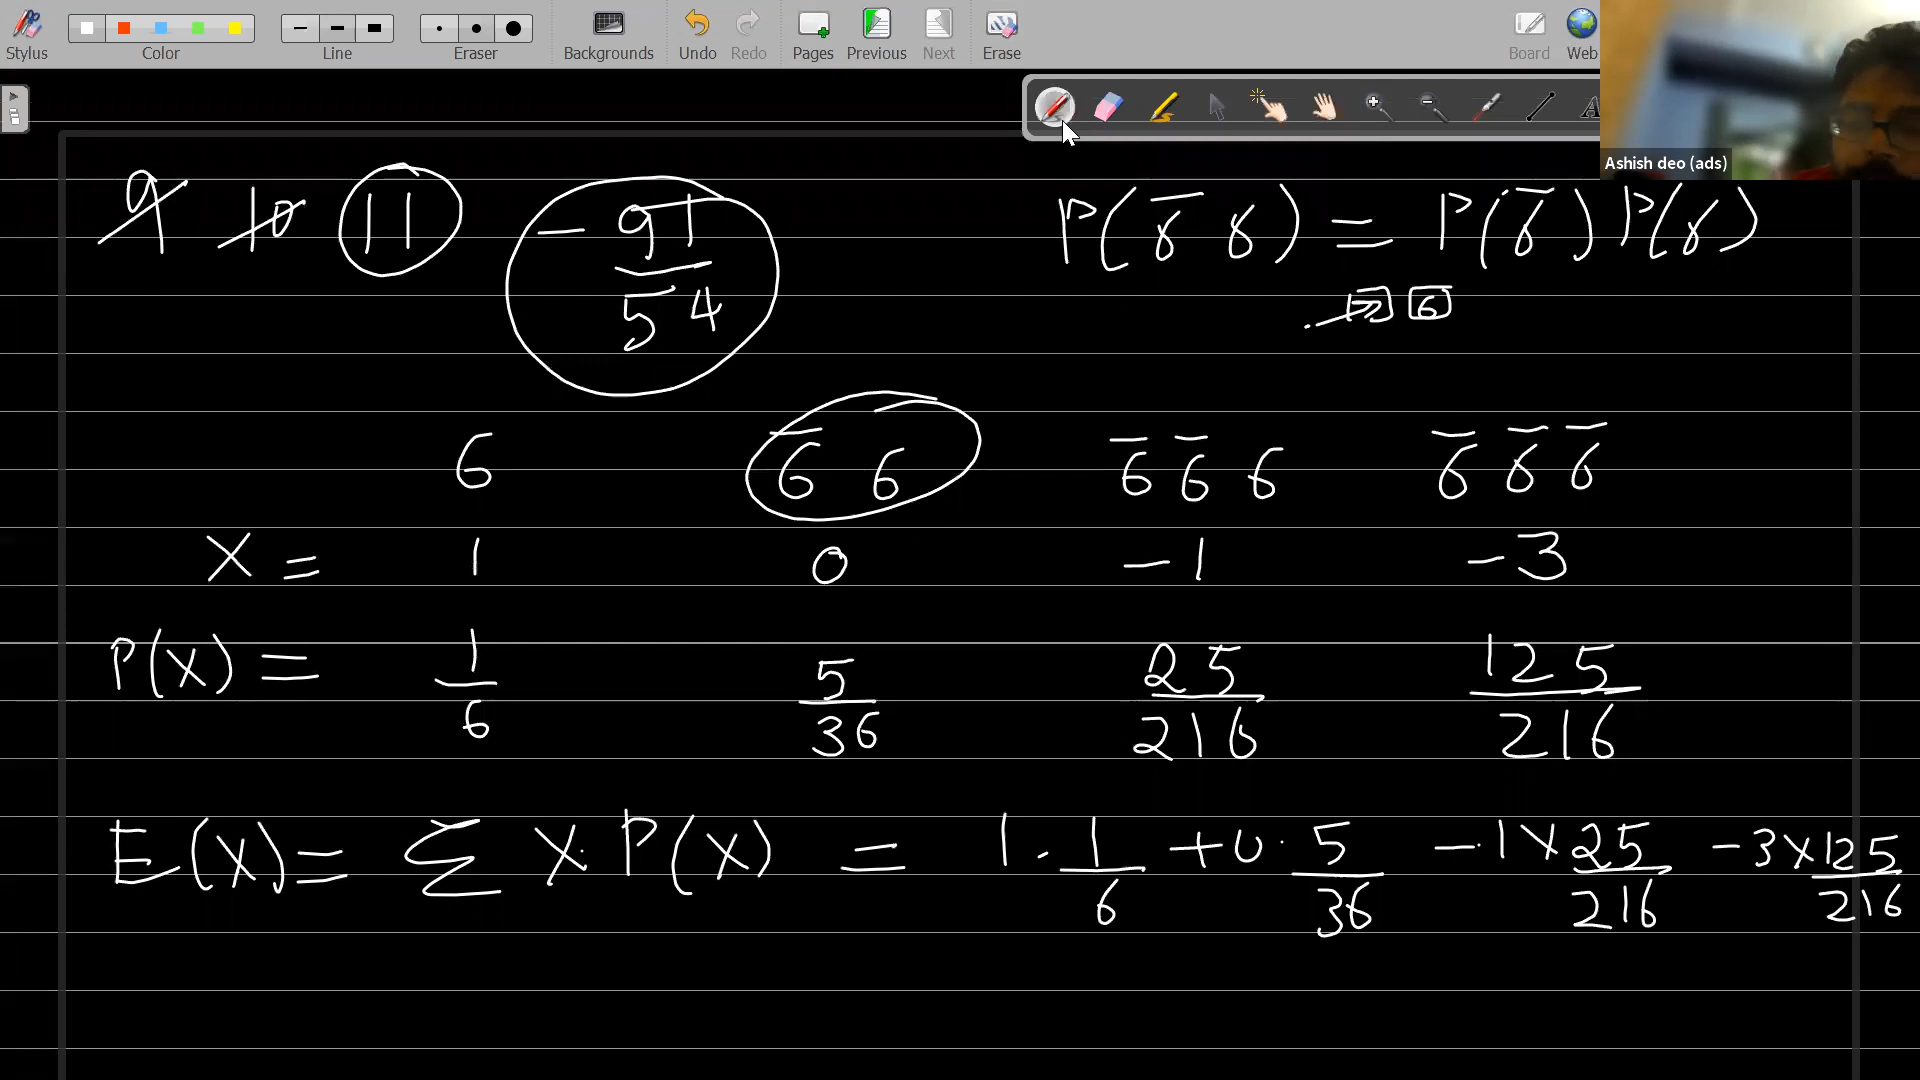 Stylus Color Line Eraser Backgrounds Undo Redo Pages Previous Next Erase Board Web
Ashish deo (ads)
9 10 11 -91/54 P(6̅ 6) = P(6̅) P(6)
6
6 6̅ 6 6̅ 6̅ 6 6̅ 6̅ 6̅
X = 1 0 -1 -3
P(X) = 1/6 5/36 25/216 125/216
E(X) = Σ X. P(X) = 1 . 1/6 + 0 . 5/36 - 1 × 25/216 - 3 × 125/216